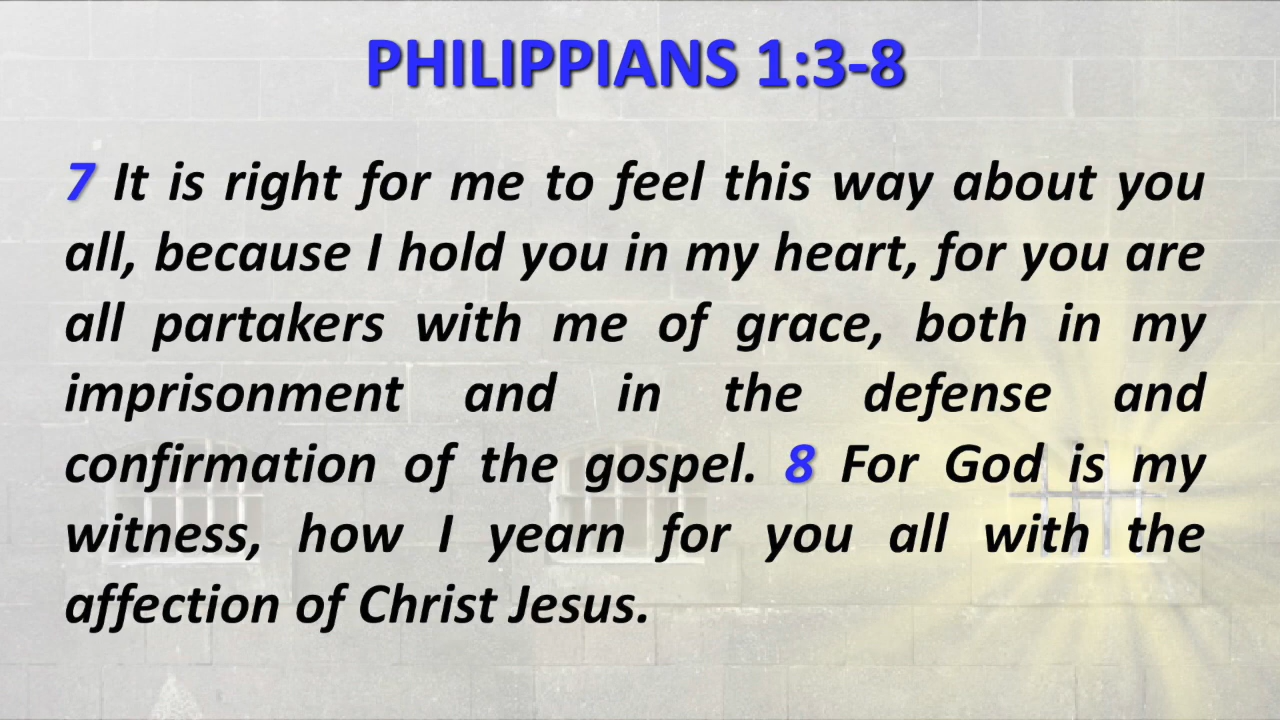 PHILIPPIANS 1:3-8
7 It is right for me to feel this way about you
all, because I hold you in my heart, for you are
all partakers with me of grace, both in my
imprisonment and in the defense and
confirmation of the gospel. 8 For God is my
witness, how I yearn for you all with the
affection of Christ Jesus.